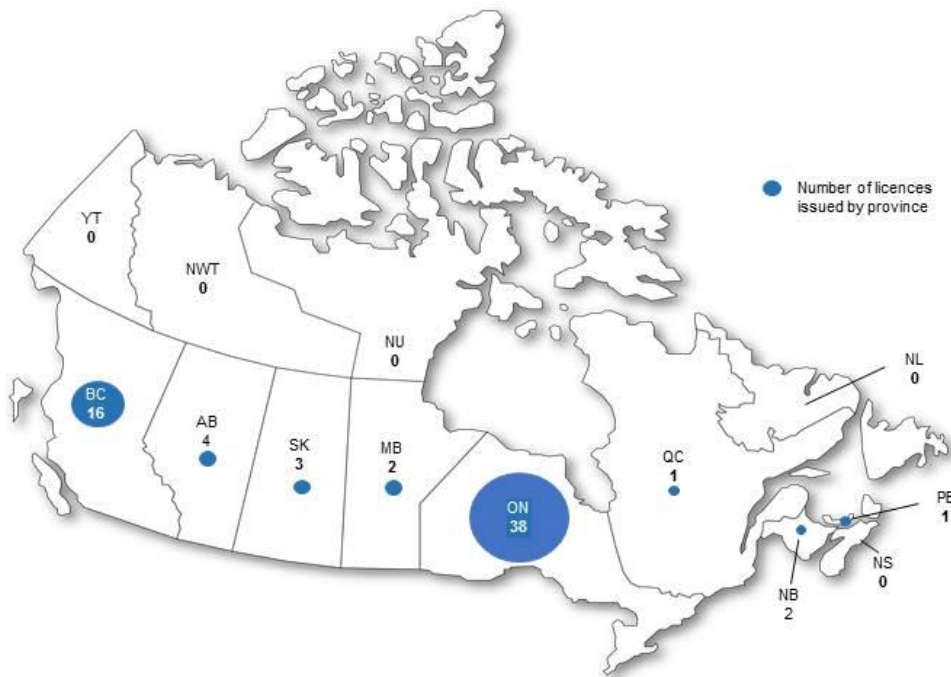 Number of licences
issued by province
YT
0
NWT
0
NU
0
NL
0
BC
16
AB
4
SK
3
MB
2
ON
38
QC
1
PE
1
NS
0
NB
2